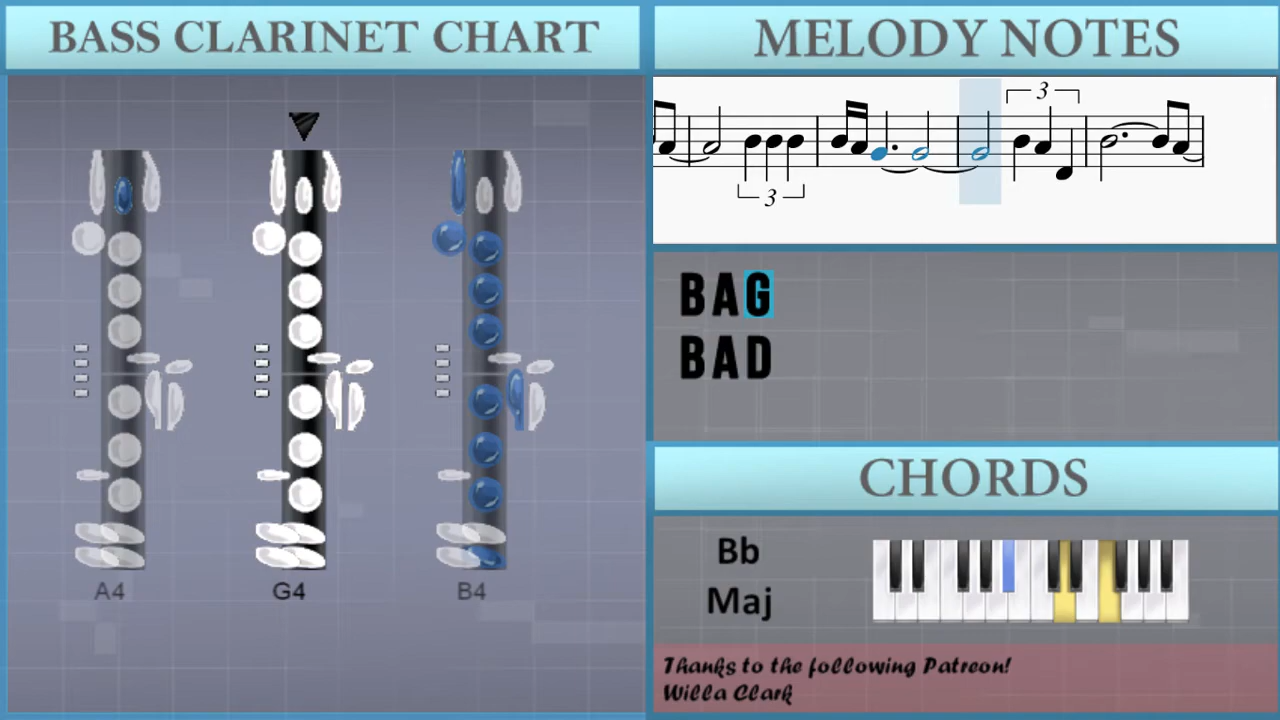 BASS CLARINET CHART
MELODY NOTES
3
3
BAG
BAD
A4
G4
B4
CHORDS
Bb
Maj
Thanks to the following Patreon!
Willa Clark